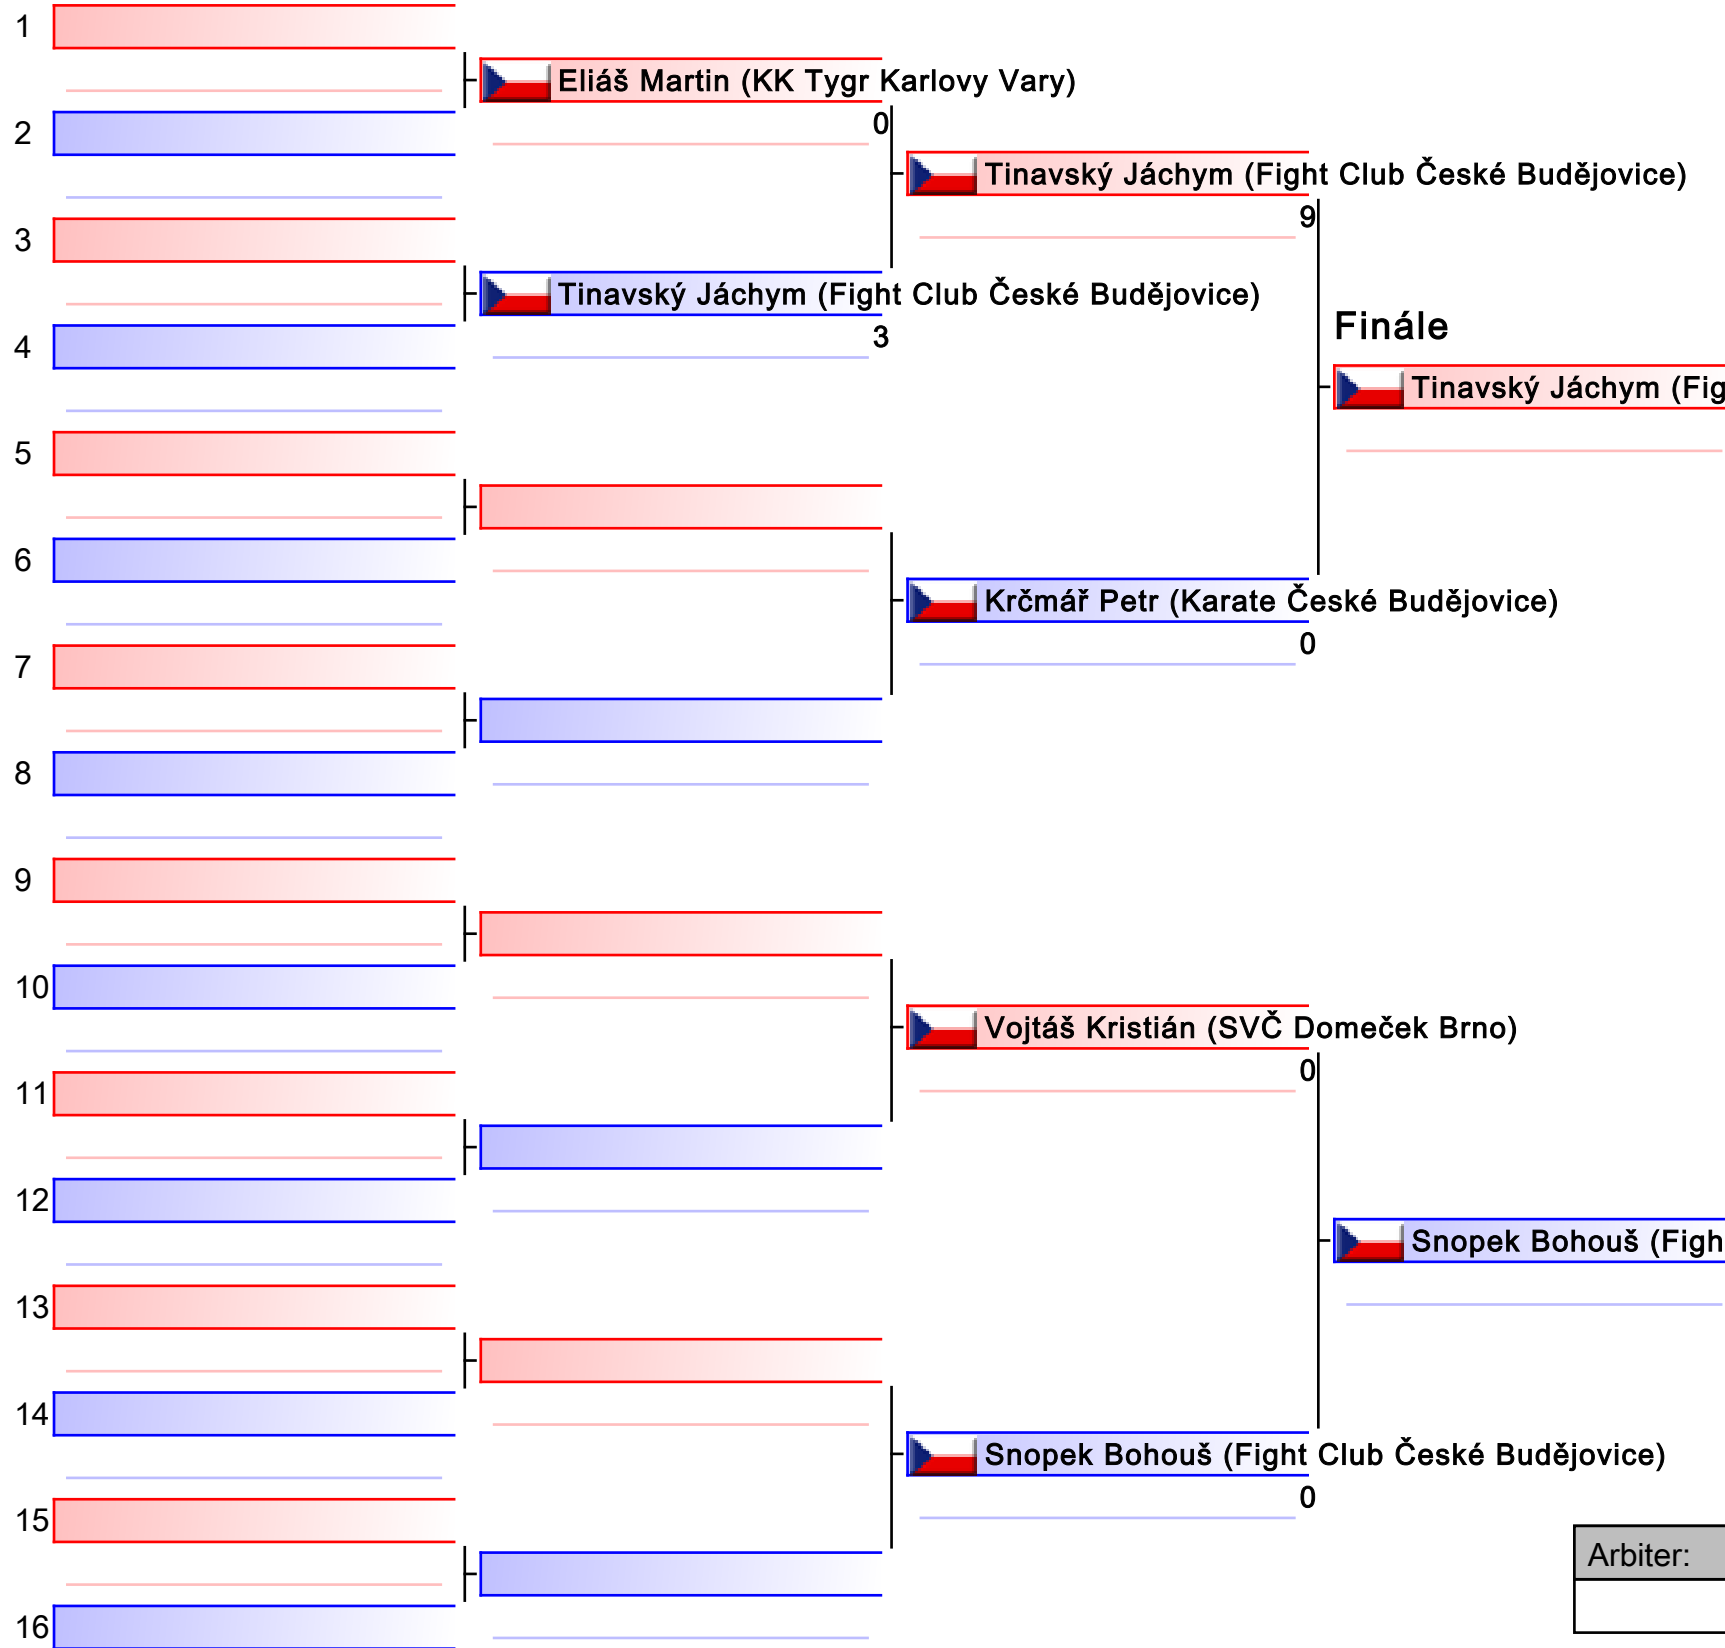 1
Eliáš Martin (KK Tygr Karlovy Vary)
0
2
Tinavský Jáchym (Fight Club České Budějovice)
9
3
Tinavský Jáchym (Fight Club České Budějovice)
3
4
Finále
Tinavský Jáchym (Fig
5
6
Krčmář Petr (Karate České Budějovice)
0
7
8
9
10
Vojtáš Kristián (SVČ Domeček Brno)
0
11
12
Snopek Bohouš (Figh
13
14
Snopek Bohouš (Fight Club České Budějovice)
0
15
Arbiter:
16